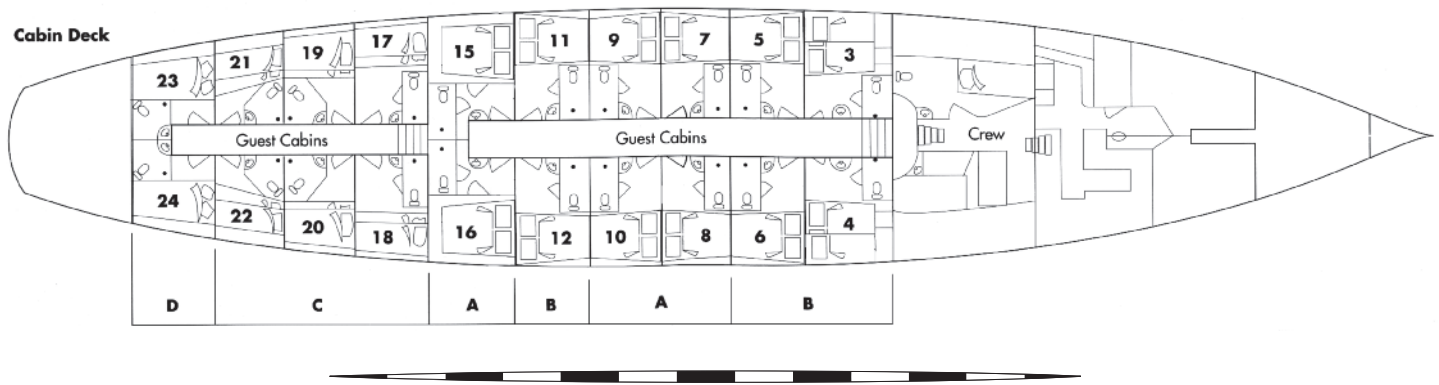 Cabin Deck
23 21 19 17 15 11 9 7 5 3
Guest Cabins Guest Cabins Crew
24 22 20 18 16 12 10 8 6 4
D C A B A B